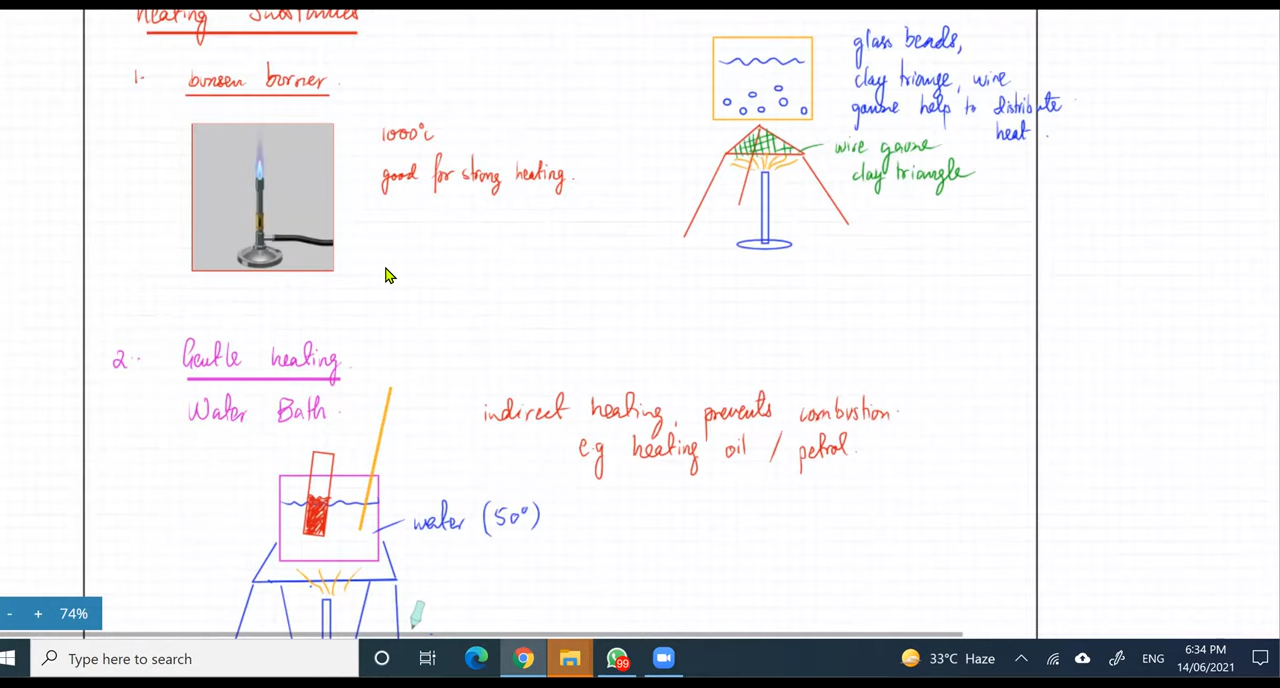 Heating Substances
1. bunsen burner.
1000°C
good for strong heating.
glass beads,
clay triange, wire
gauze help to distribute
heat.
wire gauze
clay triangle
2. Gentle heating.
Water Bath.
indirect heating, prevents combustion.
e.g heating oil / petrol.
water (50°)
- + 74%
Type here to search
99
33°C Haze
ENG
6:34 PM
14/06/2021